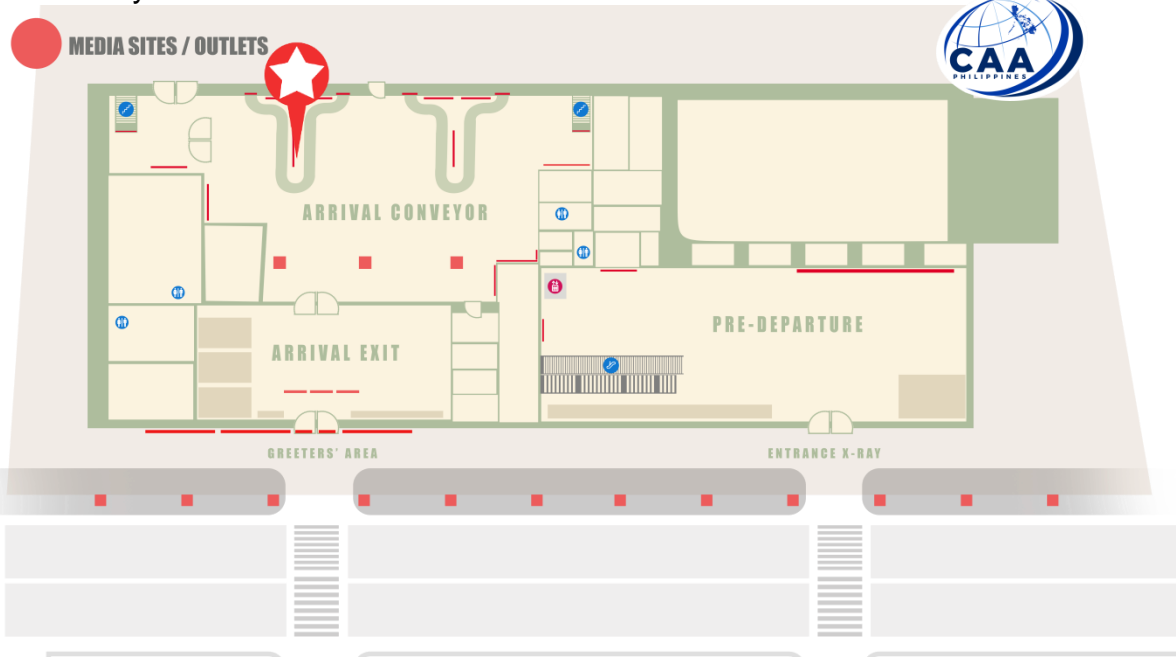 MEDIA SITES / OUTLETS
CAA
PHILIPPINES
ARRIVAL CONVEYOR
PRE-DEPARTURE
ARRIVAL EXIT
GREETERS' AREA
ENTRANCE X-RAY